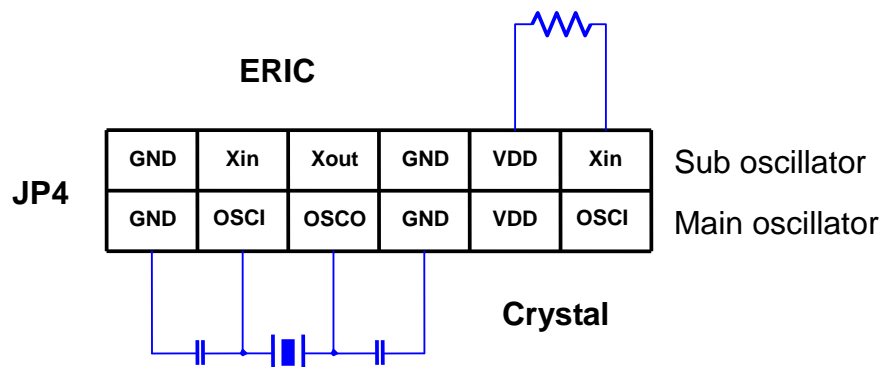 ERIC
GND Xin Xout GND VDD Xin Sub oscillator
JP4
GND OSCI OSCO GND VDD OSCI Main oscillator
Crystal